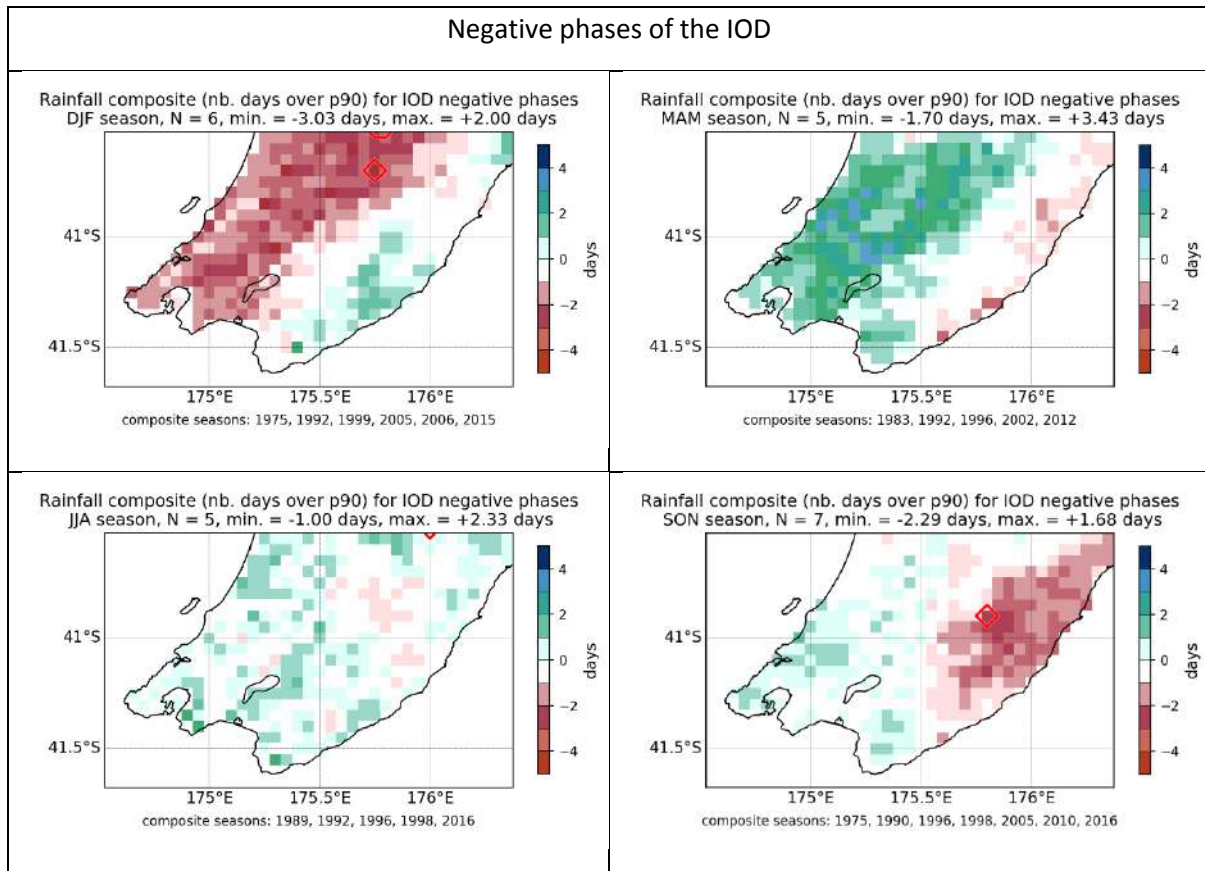 Negative phases of the IOD
Rainfall composite (nb. days over p90) for IOD negative phases
DJF season, N = 6, min. = -3.03 days, max. = +2.00 days
41°S
41.5°S
175°E 175.5°E 176°E
4
2
0
−2
−4
days
composite seasons: 1975, 1992, 1999, 2005, 2006, 2015
Rainfall composite (nb. days over p90) for IOD negative phases
MAM season, N = 5, min. = -1.70 days, max. = +3.43 days
41°S
41.5°S
175°E 175.5°E 176°E
4
2
0
−2
−4
days
composite seasons: 1983, 1992, 1996, 2002, 2012
Rainfall composite (nb. days over p90) for IOD negative phases
JJA season, N = 5, min. = -1.00 days, max. = +2.33 days
41°S
41.5°S
175°E 175.5°E 176°E
4
2
0
−2
−4
days
composite seasons: 1989, 1992, 1996, 1998, 2016
Rainfall composite (nb. days over p90) for IOD negative phases
SON season, N = 7, min. = -2.29 days, max. = +1.68 days
41°S
41.5°S
175°E 175.5°E 176°E
4
2
0
−2
−4
days
composite seasons: 1975, 1990, 1996, 1998, 2005, 2010, 2016